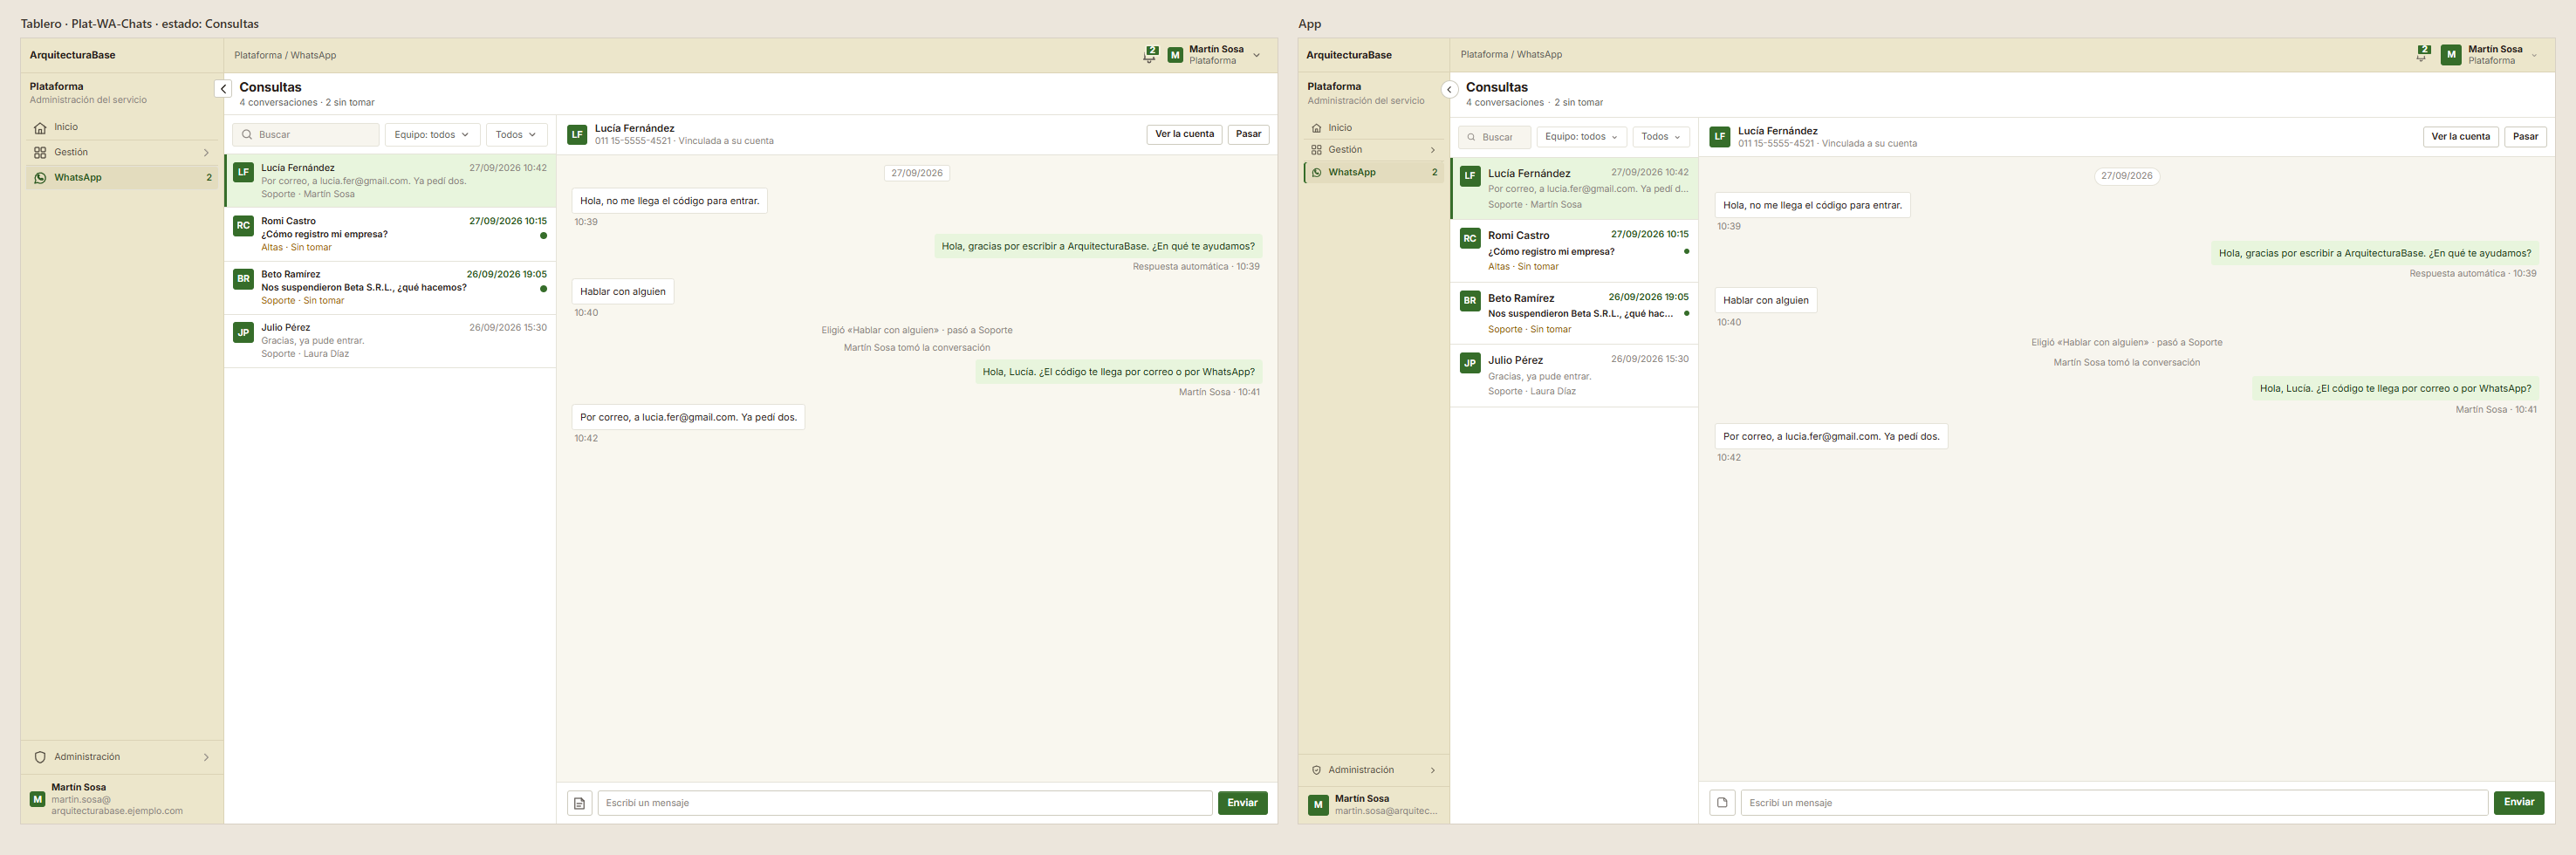 Tablero · Plat-WA-Chats · estado: Consultas
ArquitecturaBase
Plataforma / WhatsApp
2
M
Martín Sosa
Plataforma
Plataforma
Administración del servicio
Inicio
Gestión
WhatsApp 2
Administración
M
Martín Sosa
martin.sosa@
arquitecturabase.ejemplo.com
Consultas
4 conversaciones · 2 sin tomar
Buscar
Equipo: todos
Todos
LF
Lucía Fernández 27/09/2026 10:42
Por correo, a lucia.fer@gmail.com. Ya pedí dos.
Soporte · Martín Sosa
RC
Romi Castro 27/09/2026 10:15
¿Cómo registro mi empresa?
Altas · Sin tomar
BR
Beto Ramírez 26/09/2026 19:05
Nos suspendieron Beta S.R.L., ¿qué hacemos?
Soporte · Sin tomar
JP
Julio Pérez 26/09/2026 15:30
Gracias, ya pude entrar.
Soporte · Laura Díaz
LF
Lucía Fernández
011 15-5555-4521 · Vinculada a su cuenta
Ver la cuenta
Pasar
27/09/2026
Hola, no me llega el código para entrar.
10:39
Hola, gracias por escribir a ArquitecturaBase. ¿En qué te ayudamos?
Respuesta automática · 10:39
Hablar con alguien
10:40
Eligió «Hablar con alguien» · pasó a Soporte
Martín Sosa tomó la conversación
Hola, Lucía. ¿El código te llega por correo o por WhatsApp?
Martín Sosa · 10:41
Por correo, a lucia.fer@gmail.com. Ya pedí dos.
10:42
Escribí un mensaje
Enviar
App
ArquitecturaBase
Plataforma / WhatsApp
2
M
Martín Sosa
Plataforma
Plataforma
Administración del servicio
Inicio
Gestión
WhatsApp 2
Administración
M
Martín Sosa
martin.sosa@arquitec...
Consultas
4 conversaciones · 2 sin tomar
Buscar
Equipo: todos
Todos
LF
Lucía Fernández 27/09/2026 10:42
Por correo, a lucia.fer@gmail.com. Ya pedí d...
Soporte · Martín Sosa
RC
Romi Castro 27/09/2026 10:15
¿Cómo registro mi empresa?
Altas · Sin tomar
BR
Beto Ramírez 26/09/2026 19:05
Nos suspendieron Beta S.R.L., ¿qué hac...
Soporte · Sin tomar
JP
Julio Pérez 26/09/2026 15:30
Gracias, ya pude entrar.
Soporte · Laura Díaz
LF
Lucía Fernández
011 15-5555-4521 · Vinculada a su cuenta
Ver la cuenta
Pasar
27/09/2026
Hola, no me llega el código para entrar.
10:39
Hola, gracias por escribir a ArquitecturaBase. ¿En qué te ayudamos?
Respuesta automática · 10:39
Hablar con alguien
10:40
Eligió «Hablar con alguien» · pasó a Soporte
Martín Sosa tomó la conversación
Hola, Lucía. ¿El código te llega por correo o por WhatsApp?
Martín Sosa · 10:41
Por correo, a lucia.fer@gmail.com. Ya pedí dos.
10:42
Escribí un mensaje
Enviar